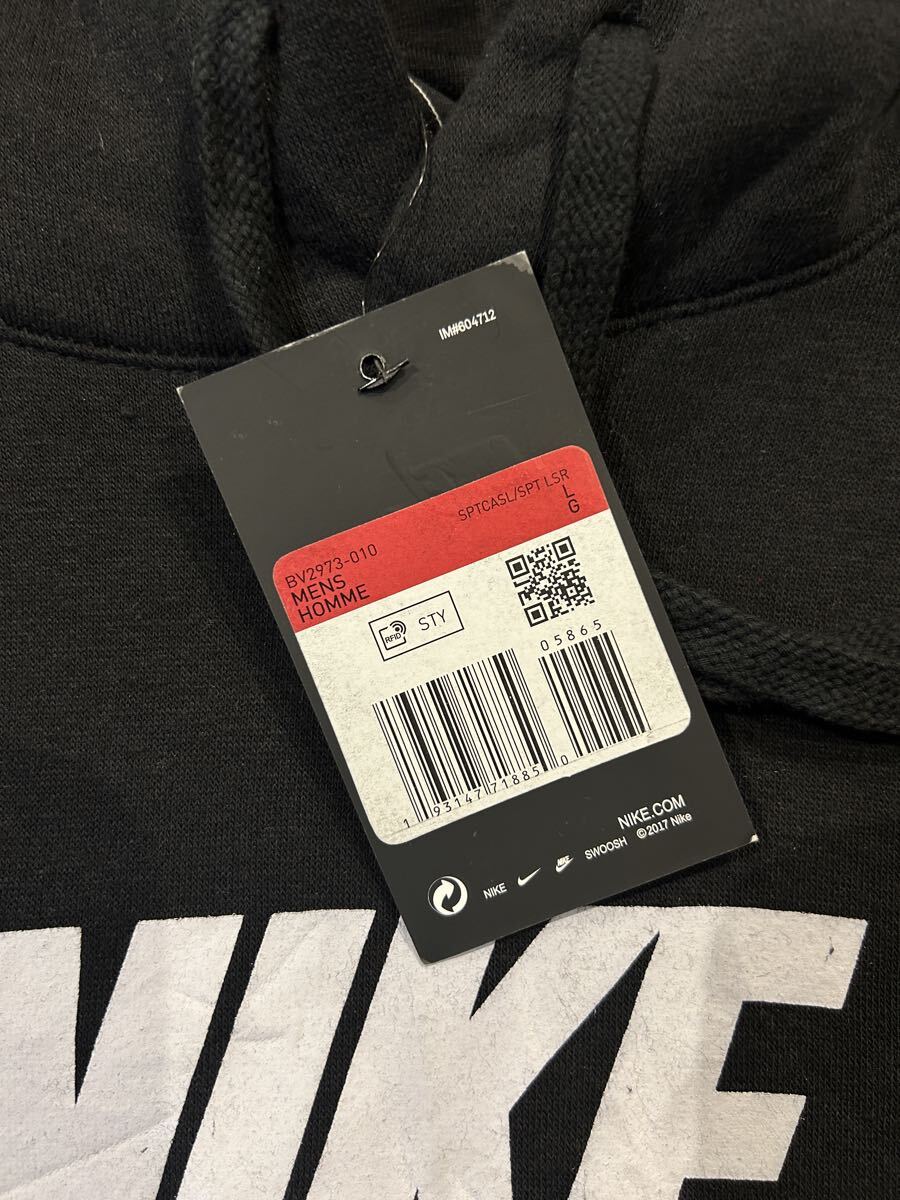 IM#604712
SPTCASL/SPT LSR
L
G
BV2973-010
MENS
HOMME
RFID
STY
05865
1 93147 71885 0
NIKE.COM
©2017 Nike
NIKE NIKE SWOOSH
NIKE